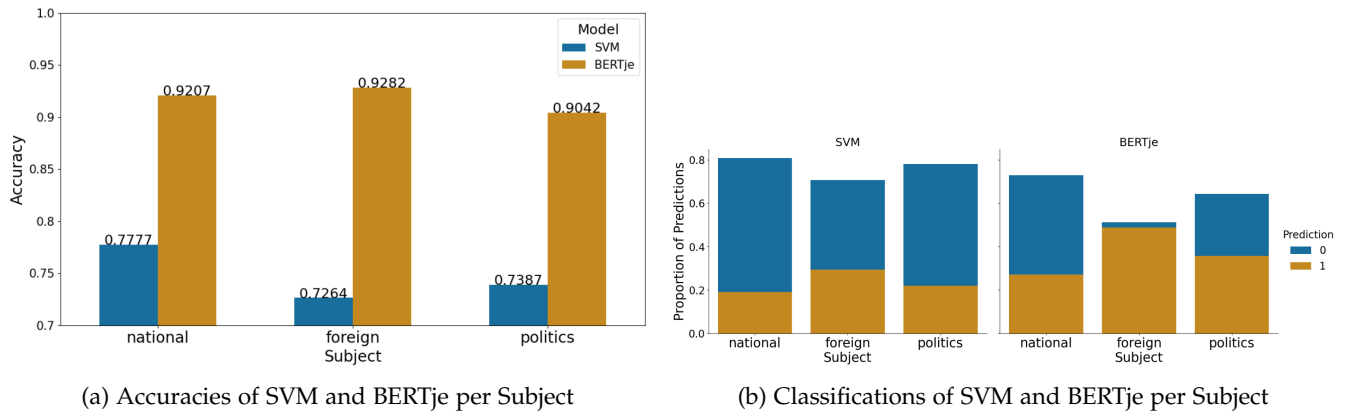 1.0
0.95
0.9
0.85
0.8
0.75
0.7
Accuracy
Model
SVM
BERTje
0.7777
0.9207
0.7264
0.9282
0.7387
0.9042
national
foreign
politics
Subject
(a) Accuracies of SVM and BERTje per Subject
SVM
BERTje
0.8
0.6
0.4
0.2
0.0
Proportion of Predictions
national
foreign
politics
Subject
national
foreign
politics
Subject
Prediction
0
1
(b) Classifications of SVM and BERTje per Subject